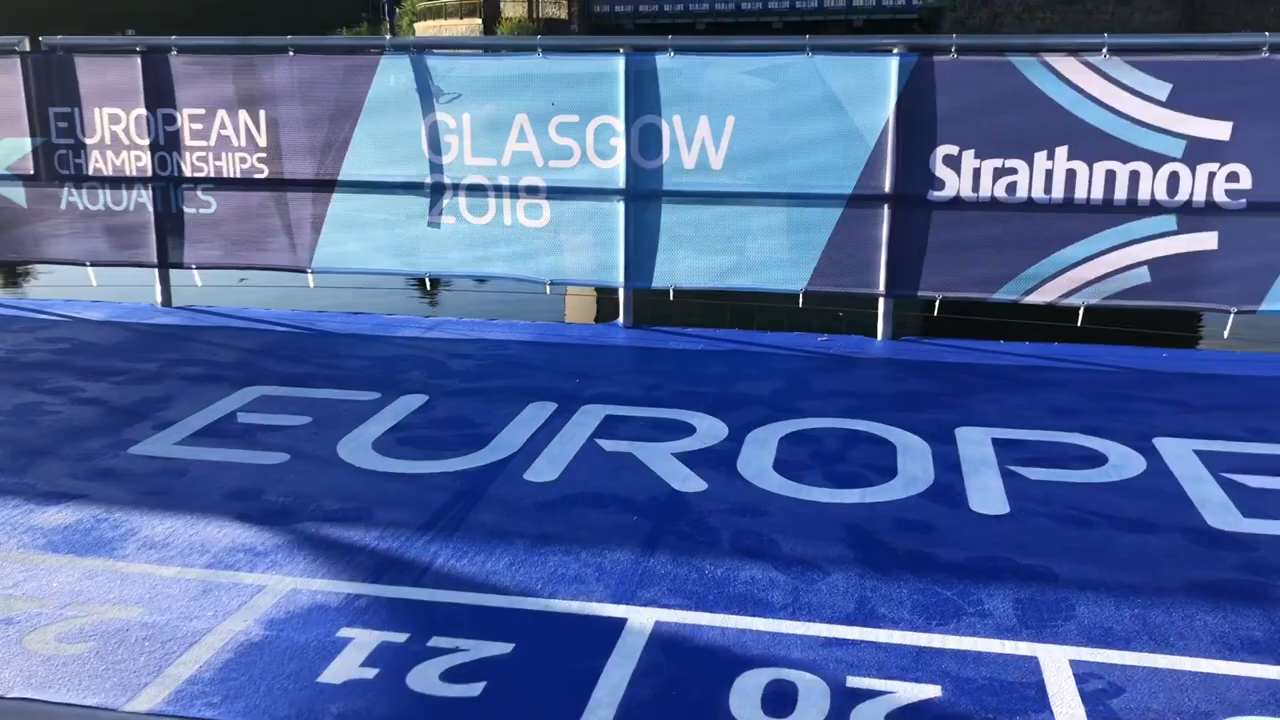 EUROPEAN
CHAMPIONSHIPS
AQUATICS
GLASGOW
2018
Strathmore
EUROPE
21
20